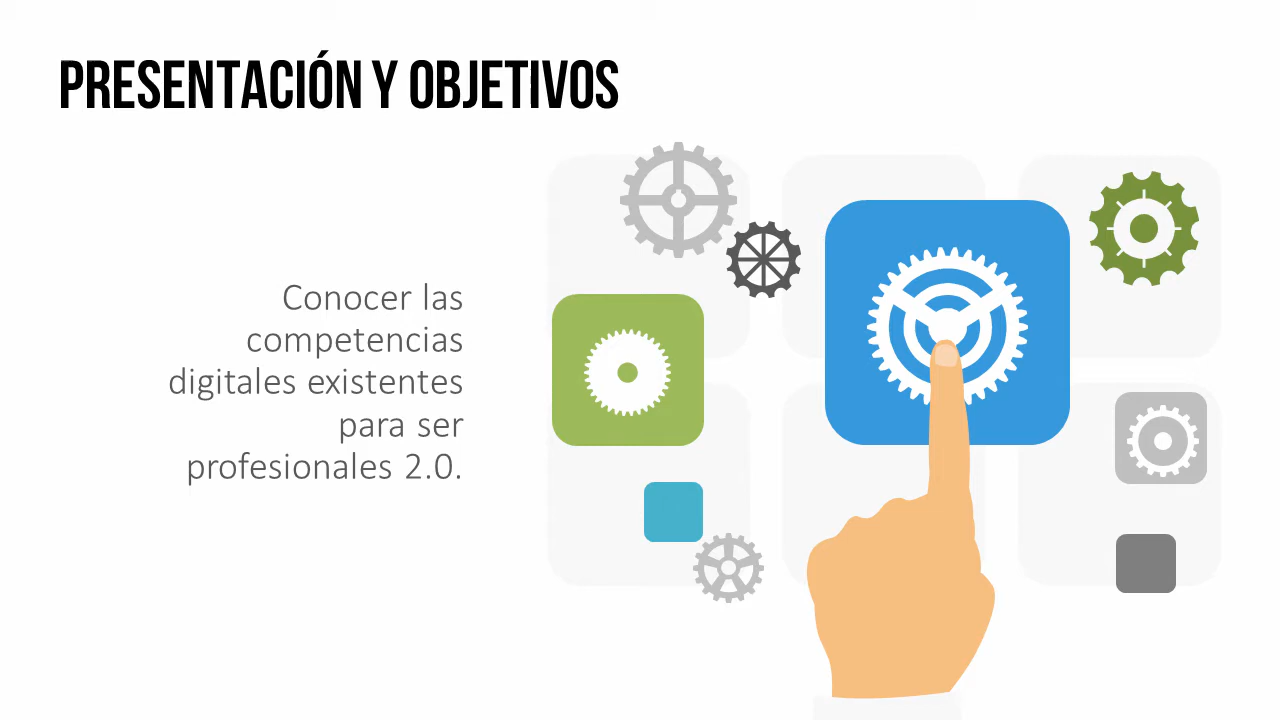 PRESENTACIÓN Y OBJETIVOS
Conocer las
competencias
digitales existentes
para ser
profesionales 2.0.